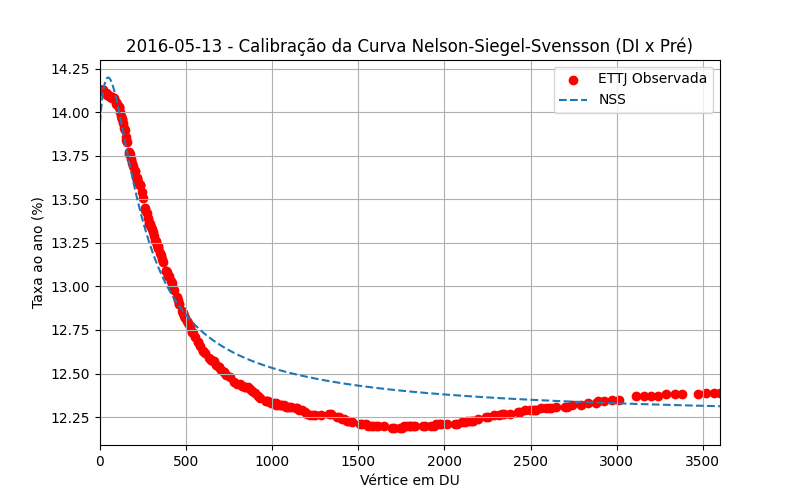 2016-05-13 - Calibração da Curva Nelson-Siegel-Svensson (DI x Pré)
ETTJ Observada
NSS
Taxa ao ano (%)
14.25
14.00
13.75
13.50
13.25
13.00
12.75
12.50
12.25
0 500 1000 1500 2000 2500 3000 3500
Vértice em DU